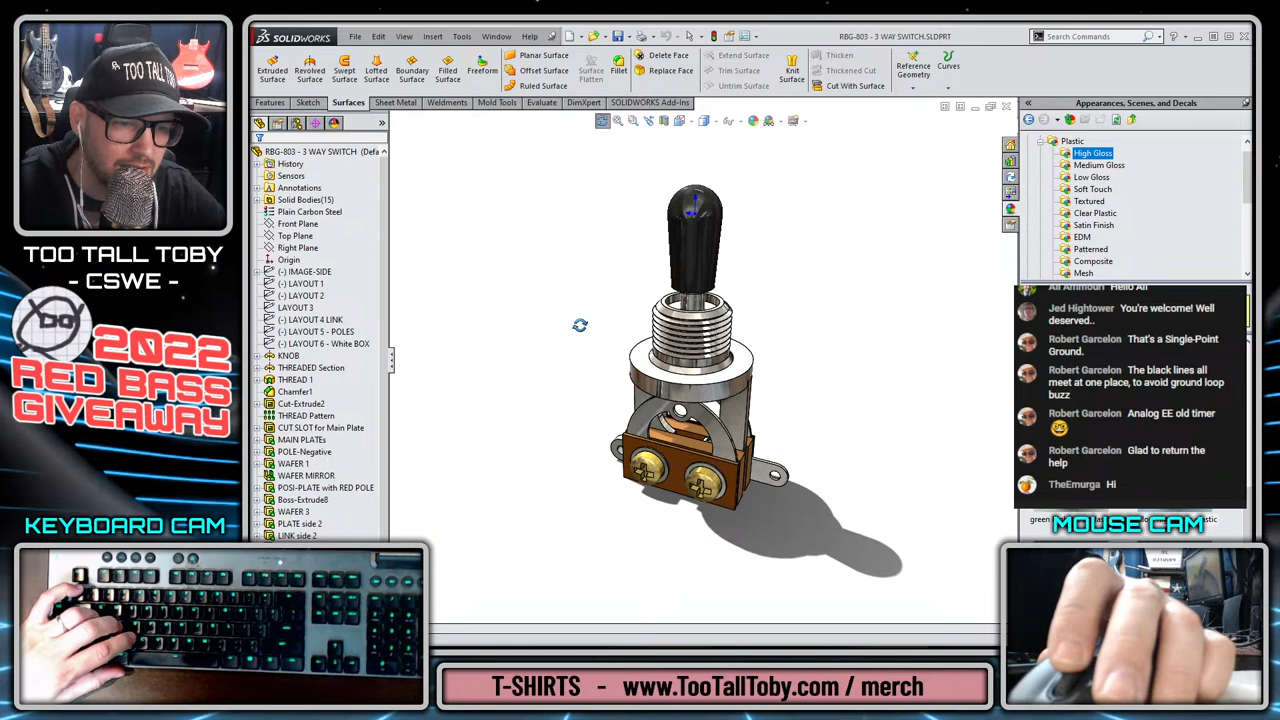 TOO TALL TOBY
TOO TALL TOBY
- CSWE -
2022
RED BASS
GIVEAWAY
KEYBOARD CAM
SOLIDWORKS
File
Edit
View
Insert
Tools
Window
Help
RBG-803 - 3 WAY SWITCH.SLDPRT
Search Commands
Extruded Surface
Revolved Surface
Swept Surface
Lofted Surface
Boundary Surface
Filled Surface
Freeform
Planar Surface
Offset Surface
Ruled Surface
Surface Flatten
Fillet
Delete Face
Replace Face
Extend Surface
Trim Surface
Untrim Surface
Knit Surface
Thicken
Thickened Cut
Cut With Surface
Reference Geometry
Curves
Features
Sketch
Surfaces
Sheet Metal
Weldments
Mold Tools
Evaluate
DimXpert
SOLIDWORKS Add-Ins
RBG-803 - 3 WAY SWITCH (Defa
History
Sensors
Annotations
Solid Bodies(15)
Plain Carbon Steel
Front Plane
Top Plane
Right Plane
Origin
(-) IMAGE-SIDE
(-) LAYOUT 1
(-) LAYOUT 2
LAYOUT 3
(-) LAYOUT 4 LINK
(-) LAYOUT 5 - POLES
(-) LAYOUT 6 - White BOX
KNOB
THREADED Section
THREAD 1
Chamfer1
Cut-Extrude2
THREAD Pattern
CUT SLOT for Main Plate
MAIN PLATEs
POLE-Negative
WAFER 1
WAFER MIRROR
POSI-PLATE with RED POLE
Boss-Extrude8
WAFER 3
PLATE side 2
LINK side 2
Appearances, Scenes, and Decals
Plastic
High Gloss
Medium Gloss
Low Gloss
Soft Touch
Textured
Clear Plastic
Satin Finish
EDM
Patterned
Composite
Mesh
Ali Ammouri Hello All
Jed Hightower You're welcome! Well
deserved..
Robert Garcelon That's a Single-Point
Ground.
Robert Garcelon The black lines all
meet at one place, to avoid ground loop
buzz
Robert Garcelon Analog EE old timer
Robert Garcelon Glad to return the
help
TheEmurga Hi
MOUSE CAM
T-SHIRTS - www.TooTallToby.com / merch